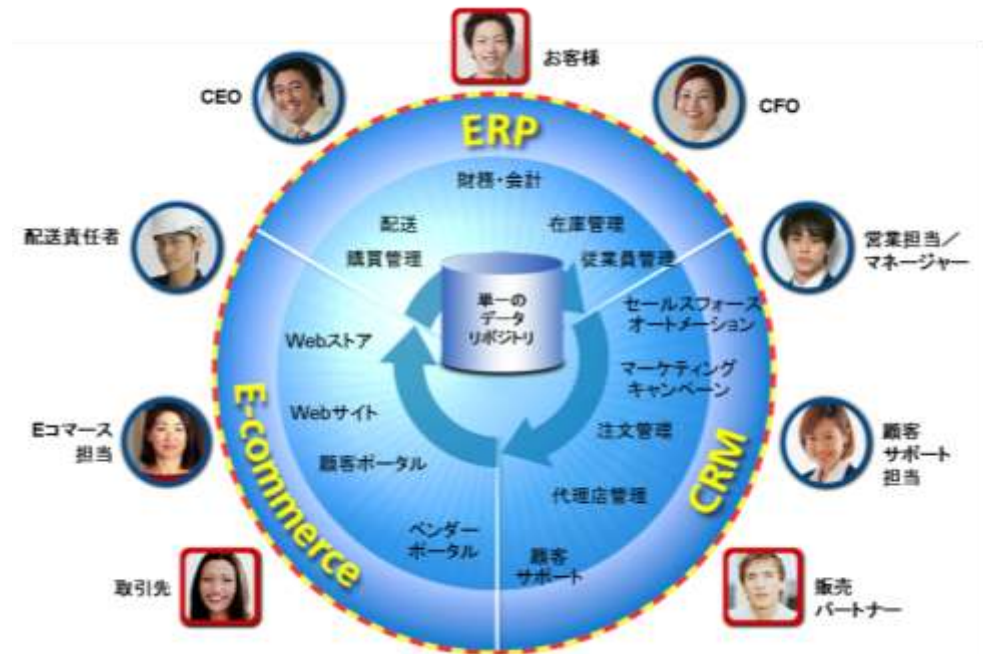 お客様
CEO
CFO
ERP
財務・会計
配送
在庫管理
配送責任者
営業担当／
マネージャー
購買管理
従業員管理
単一の
データ
リポジトリ
セールスフォース
オートメーション
Webストア
マーケティング
キャンペーン
Webサイト
注文管理
Eコマース
担当
顧客
サポート
担当
顧客ポータル
E-commerce
CRM
代理店管理
ベンダー
ポータル
顧客
サポート
取引先
販売
パートナー